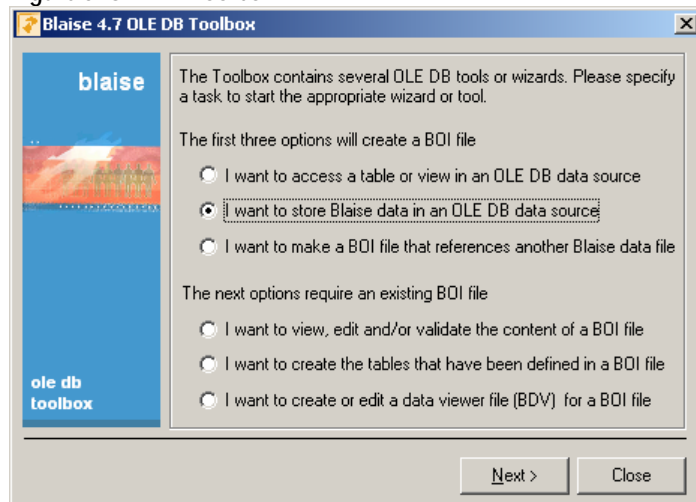 Blaise 4.7 OLE DB Toolbox
blaise
The Toolbox contains several OLE DB tools or wizards. Please specify
a task to start the appropriate wizard or tool.
The first three options will create a BOI file
I want to access a table or view in an OLE DB data source
I want to store Blaise data in an OLE DB data source
I want to make a BOI file that references another Blaise data file
The next options require an existing BOI file
I want to view, edit and/or validate the content of a BOI file
I want to create the tables that have been defined in a BOI file
I want to create or edit a data viewer file (BDV) for a BOI file
ole db
toolbox
Next >
Close